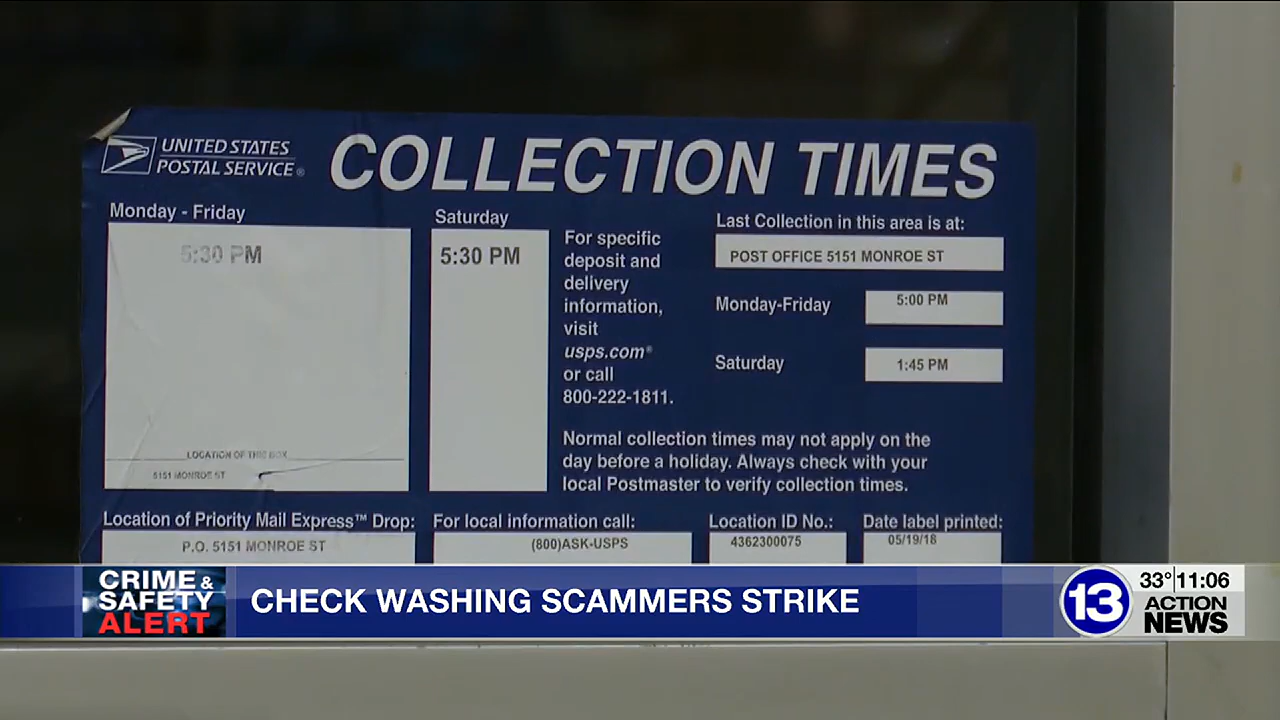 UNITED STATES
POSTAL SERVICE®
COLLECTION TIMES
Monday - Friday
5:30 PM
LOCATION OF THIS BOX
5151 MONROE ST
Saturday
5:30 PM
For specific
deposit and
delivery
information,
visit
usps.com®
or call
800-222-1811.
Last Collection in this area is at:
POST OFFICE 5151 MONROE ST
Monday-Friday
5:00 PM
Saturday
1:45 PM
Normal collection times may not apply on the
day before a holiday. Always check with your
local Postmaster to verify collection times.
Location of Priority Mail Express™ Drop:
P.O. 5151 MONROE ST
For local information call:
(800)ASK-USPS
Location ID No.:
4362300075
Date label printed:
05/19/18
CRIME &
SAFETY
ALERT
CHECK WASHING SCAMMERS STRIKE
13
33° 11:06
ACTION
NEWS